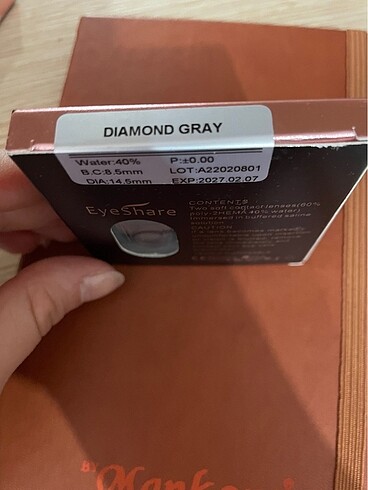 DIAMOND GRAY
Water:40% P:±0.00
B.C:8.5mm LOT:A22020801
DIA:14.5mm EXP:2027.02.07
EyeShare
CONTENTS
Two soft contact lenses(60%
poly-2HEMA 40% water)
immersed in buffered saline
solution.
CAUTION
BY